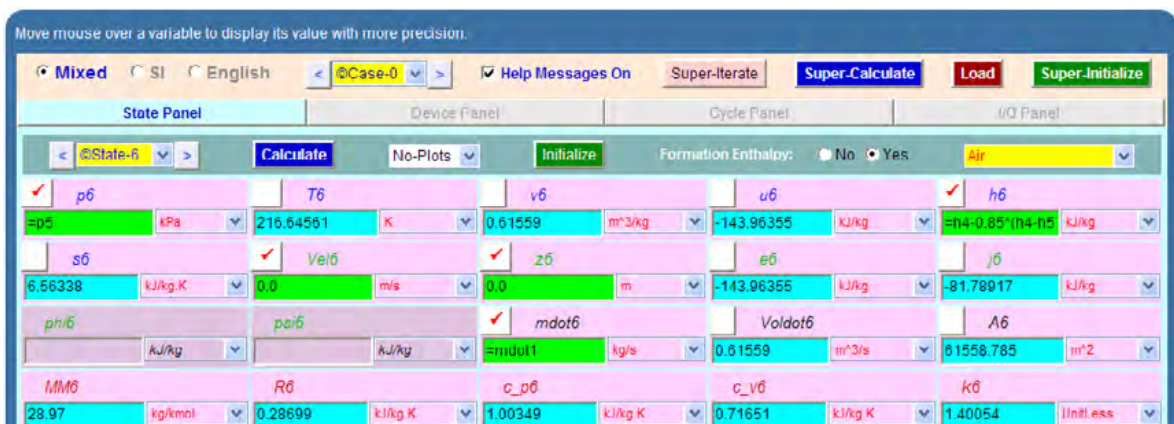 Move mouse over a variable to display its value with more precision.
Mixed SI English < ©Case-0 > Help Messages On Super-Iterate Super-Calculate Load Super-Initialize
State Panel Device Panel Cycle Panel I/O Panel
< ©State-6 > Calculate No-Plots Initialize Formation Enthalpy: No Yes Air
p6 T6 v6 u6 h6
=p5 kPa 216.64561 K 0.61559 m^3/kg -143.96355 kJ/kg =h4-0.85*(h4-h5 kJ/kg
s6 Vel6 z6 e6 j6
6.56338 kJ/kg.K 0.0 m/s 0.0 m -143.96355 kJ/kg -81.78917 kJ/kg
phi6 psi6 mdot6 Voldot6 A6
kJ/kg kJ/kg =mdot1 kg/s 0.61559 m^3/s 61558.785 m^2
MM6 R6 c_p6 c_v6 k6
28.97 kg/kmol 0.28699 kJ/kg.K 1.00349 kJ/kg.K 0.71651 kJ/kg.K 1.40054 UnitLess